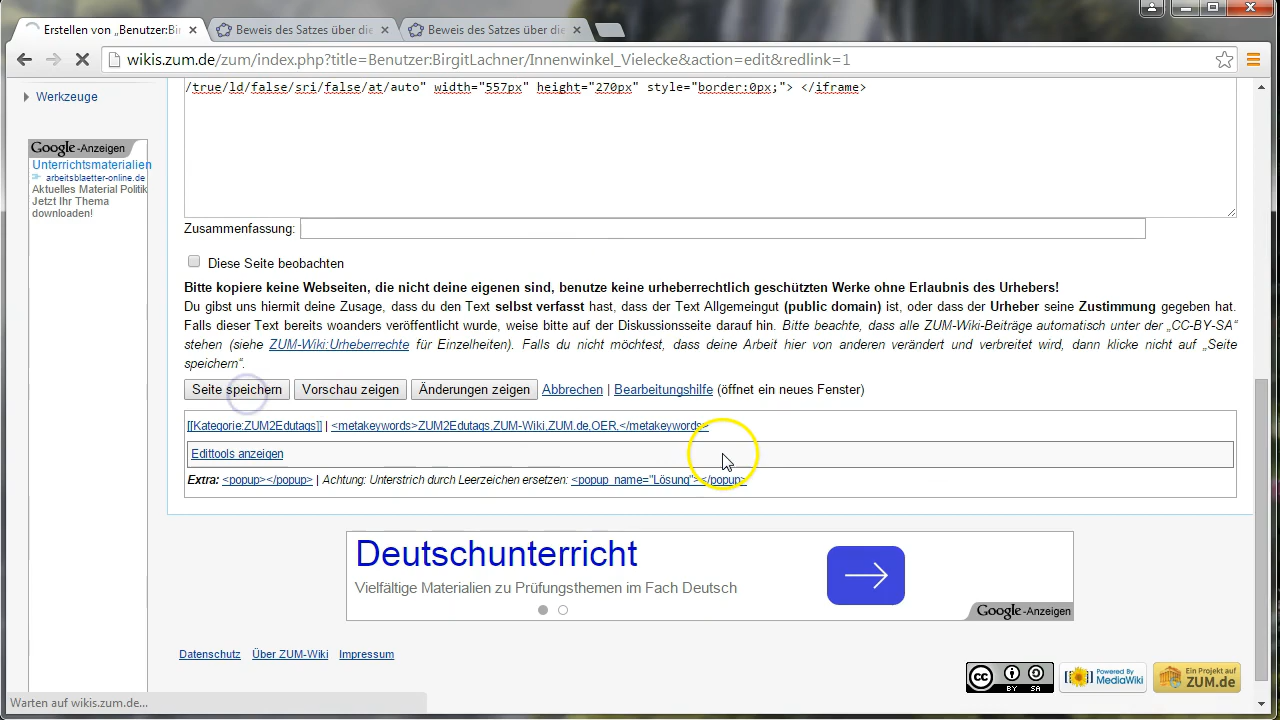 Erstellen von „Benutzer:Bir
Beweis des Satzes über die
Beweis des Satzes über die
wikis.zum.de/zum/index.php?title=Benutzer:BirgitLachner/Innenwinkel_Vielecke&action=edit&redlink=1
Werkzeuge
/true/ld/false/sri/false/at/auto" width="557px" height="270px" style="border:0px;"> </iframe>
Google-Anzeigen
Unterrichtsmaterialien
arbeitsblaetter-online.de
Aktuelles Material Politik
Jetzt Ihr Thema
downloaden!
Zusammenfassung:
Diese Seite beobachten
Bitte kopiere keine Webseiten, die nicht deine eigenen sind, benutze keine urheberrechtlich geschützten Werke ohne Erlaubnis des Urhebers!
Du gibst uns hiermit deine Zusage, dass du den Text selbst verfasst hast, dass der Text Allgemeingut (public domain) ist, oder dass der Urheber seine Zustimmung gegeben hat.
Falls dieser Text bereits woanders veröffentlicht wurde, weise bitte auf der Diskussionsseite darauf hin. Bitte beachte, dass alle ZUM-Wiki-Beiträge automatisch unter der „CC-BY-SA“
stehen (siehe ZUM-Wiki:Urheberrechte für Einzelheiten). Falls du nicht möchtest, dass deine Arbeit hier von anderen verändert und verbreitet wird, dann klicke nicht auf „Seite
speichern“.
Seite speichern Vorschau zeigen Änderungen zeigen Abbrechen | Bearbeitungshilfe (öffnet ein neues Fenster)
[[Kategorie:ZUM2Edutags]] | <metakeywords>ZUM2Edutags,ZUM-Wiki,ZUM.de,OER,</metakeywords>
Edittools anzeigen
Extra: <popup></popup> | Achtung: Unterstrich durch Leerzeichen ersetzen: <popup_name="Lösung"></popup>
Deutschunterricht
Vielfältige Materialien zu Prüfungsthemen im Fach Deutsch
Google-Anzeigen
Datenschutz Über ZUM-Wiki Impressum
cc BY SA
Powered By MediaWiki
Ein Projekt auf ZUM.de
Warten auf wikis.zum.de...